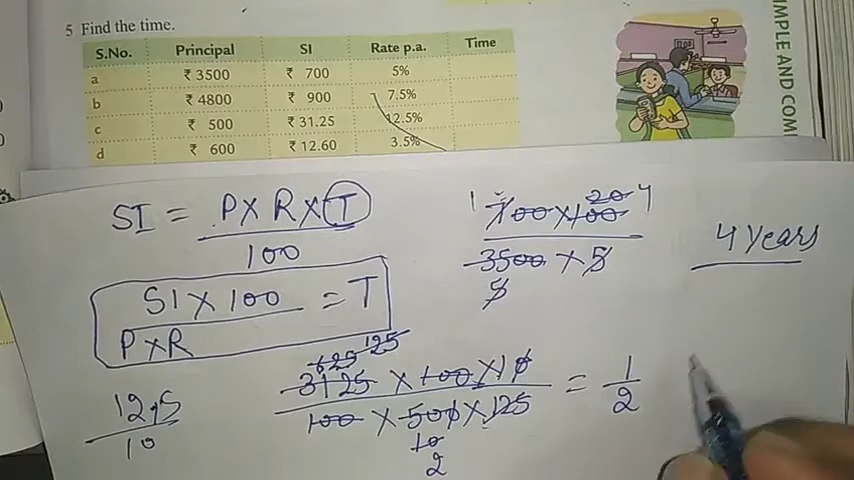 5 Find the time.
S.No. Principal SI Rate p.a. Time
a ₹ 3500 ₹ 700 5%
b ₹ 4800 ₹ 900 7.5%
c ₹ 500 ₹ 31.25 12.5%
d ₹ 600 ₹ 12.60 3.5%
IMPLE AND COM
SI = P X R X T
100
SI X 100 = T
P X R
1 700 X 100 20 4
3500 X 5
5
4 Years
625 125
3125 X 100 X 10 = 1
100 X 500 X 125 2
10
2
12.5
10